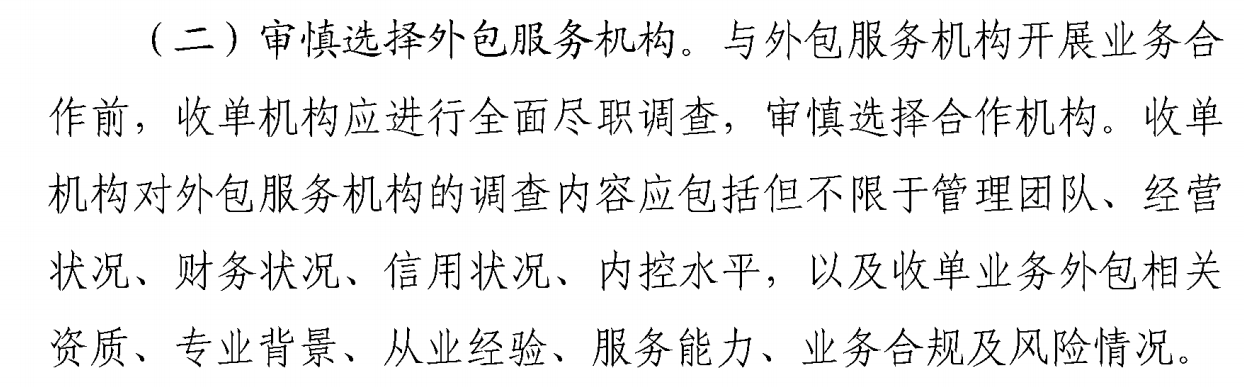 （二）审慎选择外包服务机构。与外包服务机构开展业务合
作前，收单机构应进行全面尽职调查，审慎选择合作机构。收单
机构对外包服务机构的调查内容应包括但不限于管理团队、经营
状况、财务状况、信用状况、内控水平，以及收单业务外包相关
资质、专业背景、从业经验、服务能力、业务合规及风险情况。